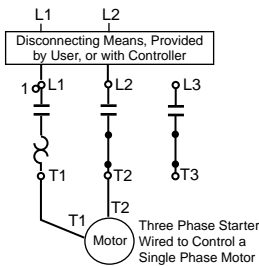 L1 L2
Disconnecting Means, Provided
by User, or with Controller
1 L1 L2 L3
T1 T2 T3
T1 T2
Motor
Three Phase Starter
Wired to Control a
Single Phase Motor